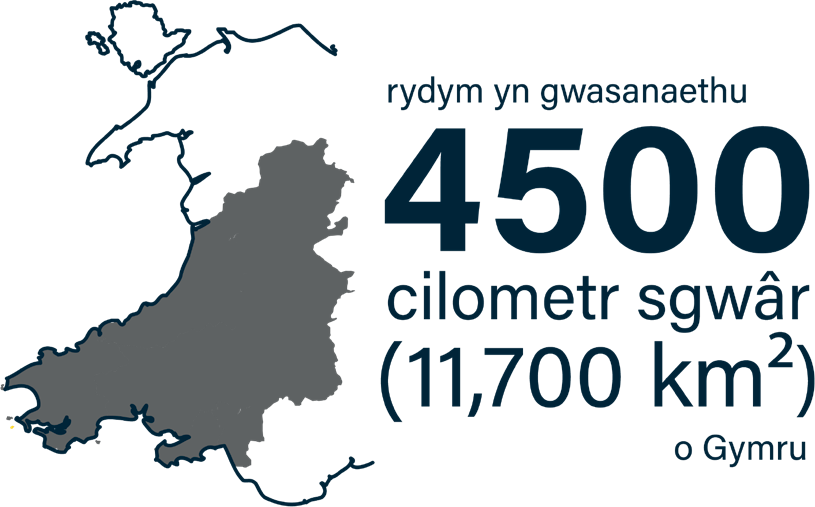 rydym yn gwasanaethu
4500
cilometr sgwâr
(11,700 km²)
o Gymru